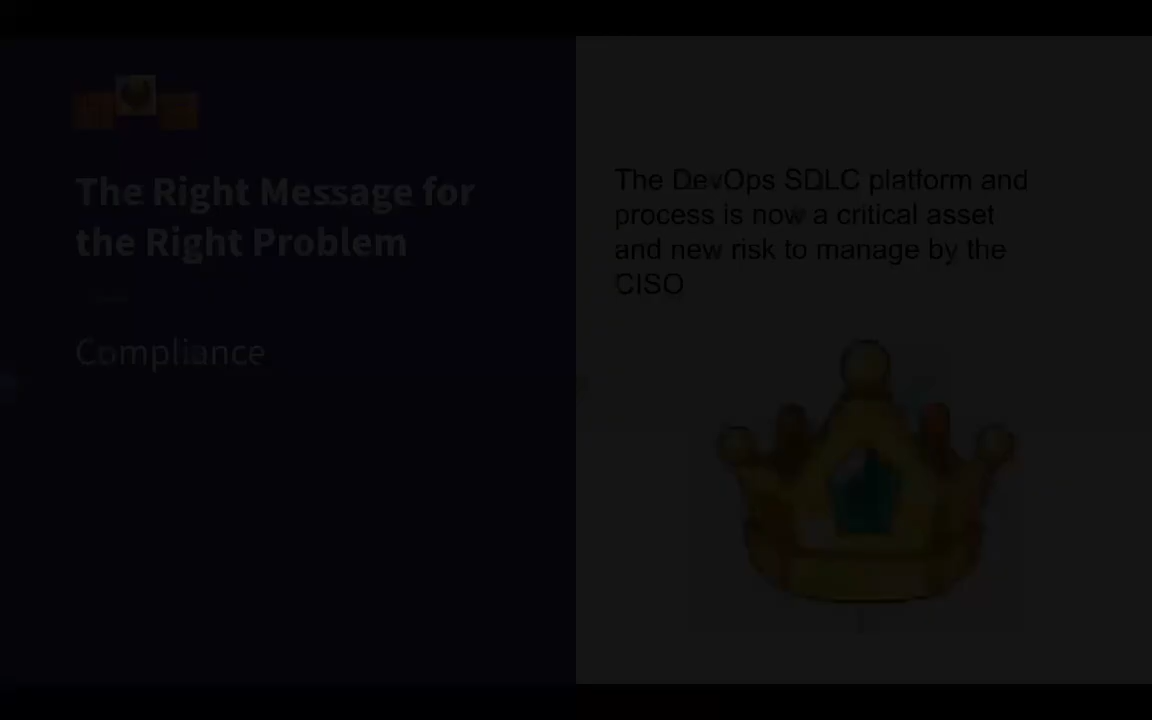 The Right Message for
the Right Problem
Compliance
The DevOps SDLC platform and
process is now a critical asset
and new risk to manage by the
CISO